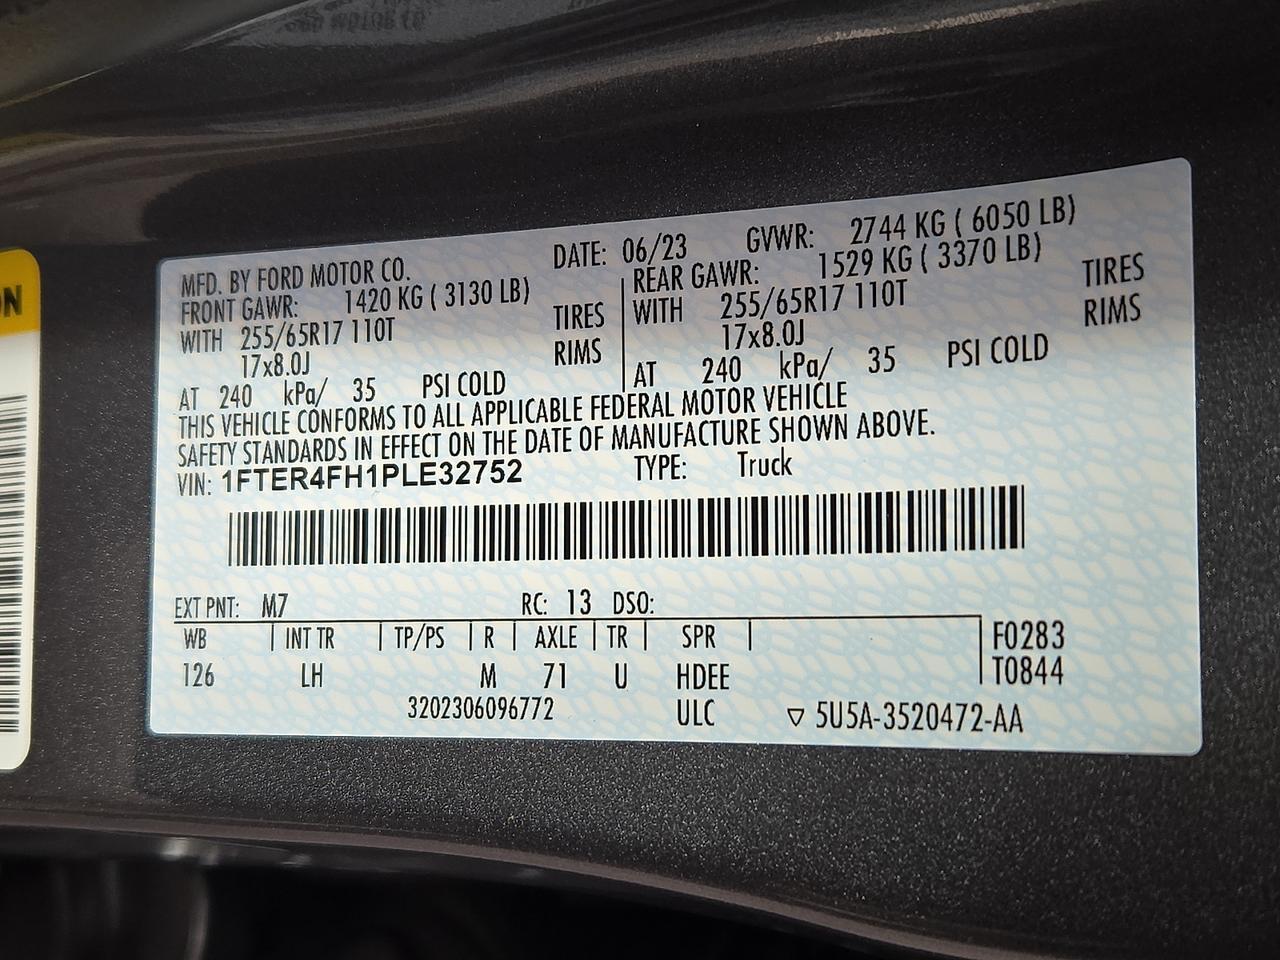 ON
MFD. BY FORD MOTOR CO. DATE: 06/23 GVWR: 2744 KG ( 6050 LB)
FRONT GAWR: 1420 KG ( 3130 LB) REAR GAWR: 1529 KG ( 3370 LB)
WITH 255/65R17 110T TIRES WITH 255/65R17 110T TIRES
17x8.0J RIMS 17x8.0J RIMS
AT 240 kPa/ 35 PSI COLD AT 240 kPa/ 35 PSI COLD
THIS VEHICLE CONFORMS TO ALL APPLICABLE FEDERAL MOTOR VEHICLE
SAFETY STANDARDS IN EFFECT ON THE DATE OF MANUFACTURE SHOWN ABOVE.
VIN: 1FTER4FH1PLE32752 TYPE: Truck
EXT PNT: M7 RC: 13 DSO:
WB INT TR TP/PS R AXLE TR SPR F0283
126 LH M 71 U HDEE T0844
3202306096772 ULC ▽ 5U5A-3520472-AA